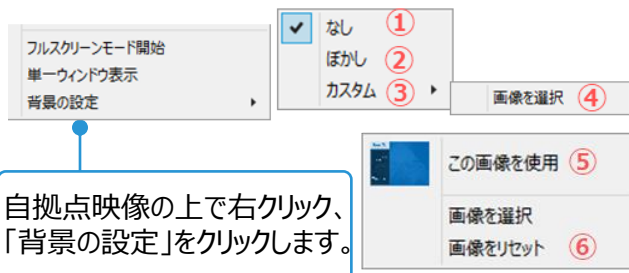 フルスクリーンモード開始
単一ウィンドウ表示
背景の設定
なし ①
ぼかし ②
カスタム ③
画像を選択 ④
この画像を使用 ⑤
画像を選択
画像をリセット ⑥
自拠点映像の上で右クリック、
「背景の設定」をクリックします。